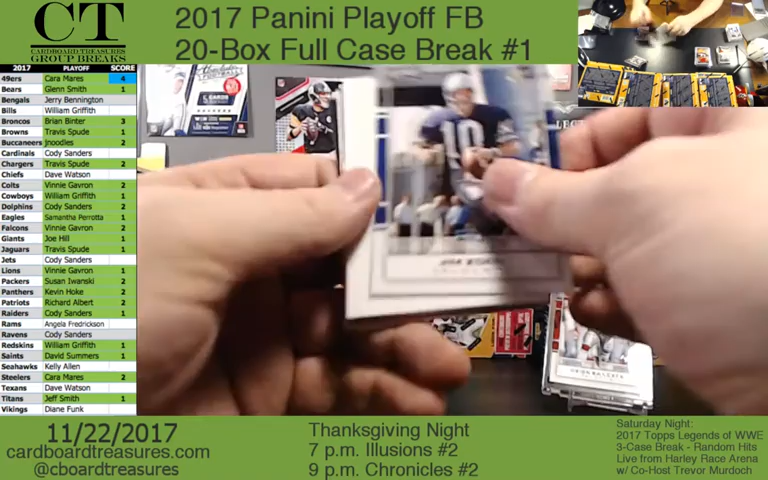 CT
CARDBOARD TREASURES
GROUP BREAKS
2017 Panini Playoff FB
20-Box Full Case Break #1
2017 PLAYOFF SCORE
49ers Cara Mares 4
Bears Glenn Smith 1
Bengals Jerry Bennington
Bills William Griffith
Broncos Brian Binter 3
Browns Travis Spude 1
Buccaneers Jnoodles 2
Cardinals Cody Sanders
Chargers Travis Spude 2
Chiefs Dave Watson
Colts Vinnie Gavron 2
Cowboys William Griffith 1
Dolphins Cody Sanders 2
Eagles Samantha Perrotta 1
Falcons Vinnie Gavron 2
Giants Joe Hill 1
Jaguars Travis Spude 1
Jets Cody Sanders
Lions Vinnie Gavron 1
Packers Susan Iwanski 2
Panthers Kevin Hoke 2
Patriots Richard Albert 2
Raiders Cody Sanders 1
Rams Angela Fredrickson
Ravens Cody Sanders
Redskins William Griffith 1
Saints David Summers 1
Seahawks Kelly Allen
Steelers Cara Mares 2
Texans Dave Watson
Titans Jeff Smith 1
Vikings Diane Funk
10
11/22/2017
cardboardtreasures.com
@cboardtreasures
Thanksgiving Night
7 p.m. Illusions #2
9 p.m. Chronicles #2
Saturday Night:
2017 Topps Legends of WWE
3-Case Break - Random Hits
Live from Harley Race Arena
w/ Co-Host Trevor Murdoch